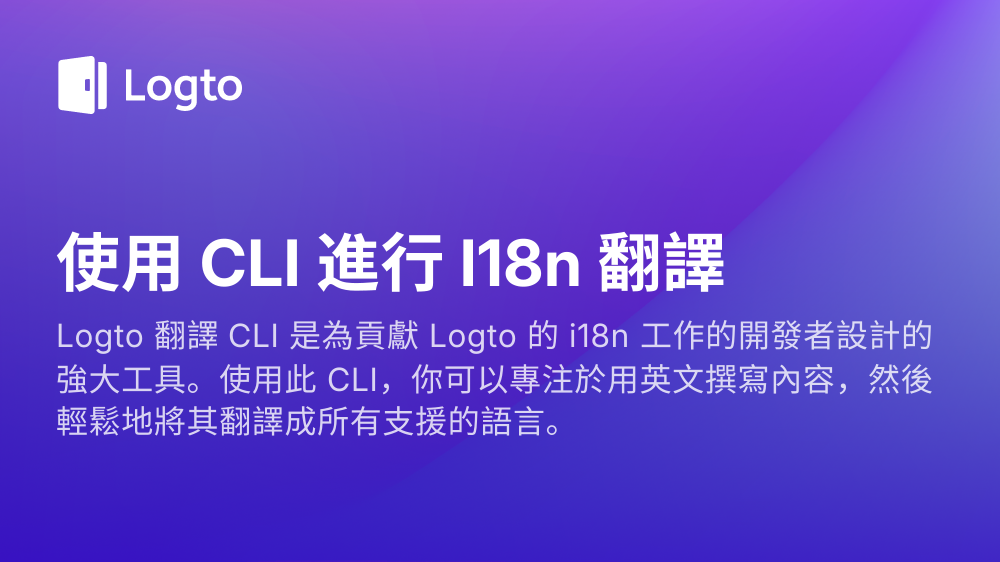 Logto
使用 CLI 進行 I18n 翻譯
Logto 翻譯 CLI 是為貢獻 Logto 的 i18n 工作的開發者設計的
強大工具。使用此 CLI，你可以專注於用英文撰寫內容，然後
輕鬆地將其翻譯成所有支援的語言。